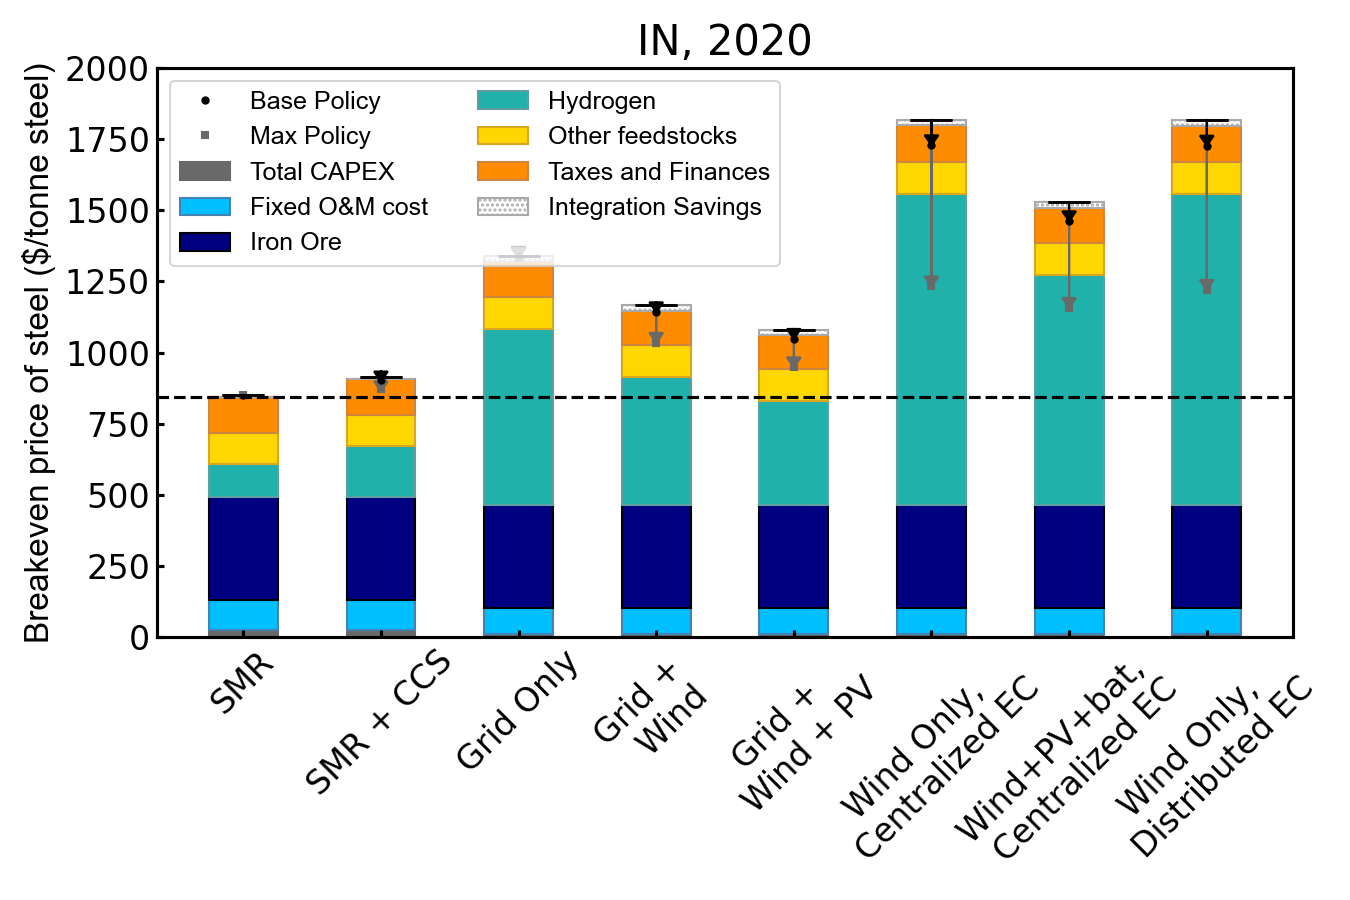 IN, 2020
Breakeven price of steel ($/tonne steel)
2000
1750
1500
1250
1000
750
500
250
0
Base Policy
Max Policy
Total CAPEX
Fixed O&M cost
Iron Ore
Hydrogen
Other feedstocks
Taxes and Finances
Integration Savings
SMR
SMR + CCS
Grid Only
Grid +
Wind
Grid +
Wind + PV
Wind Only,
Centralized EC
Wind+PV+bat,
Centralized EC
Wind Only,
Distributed EC